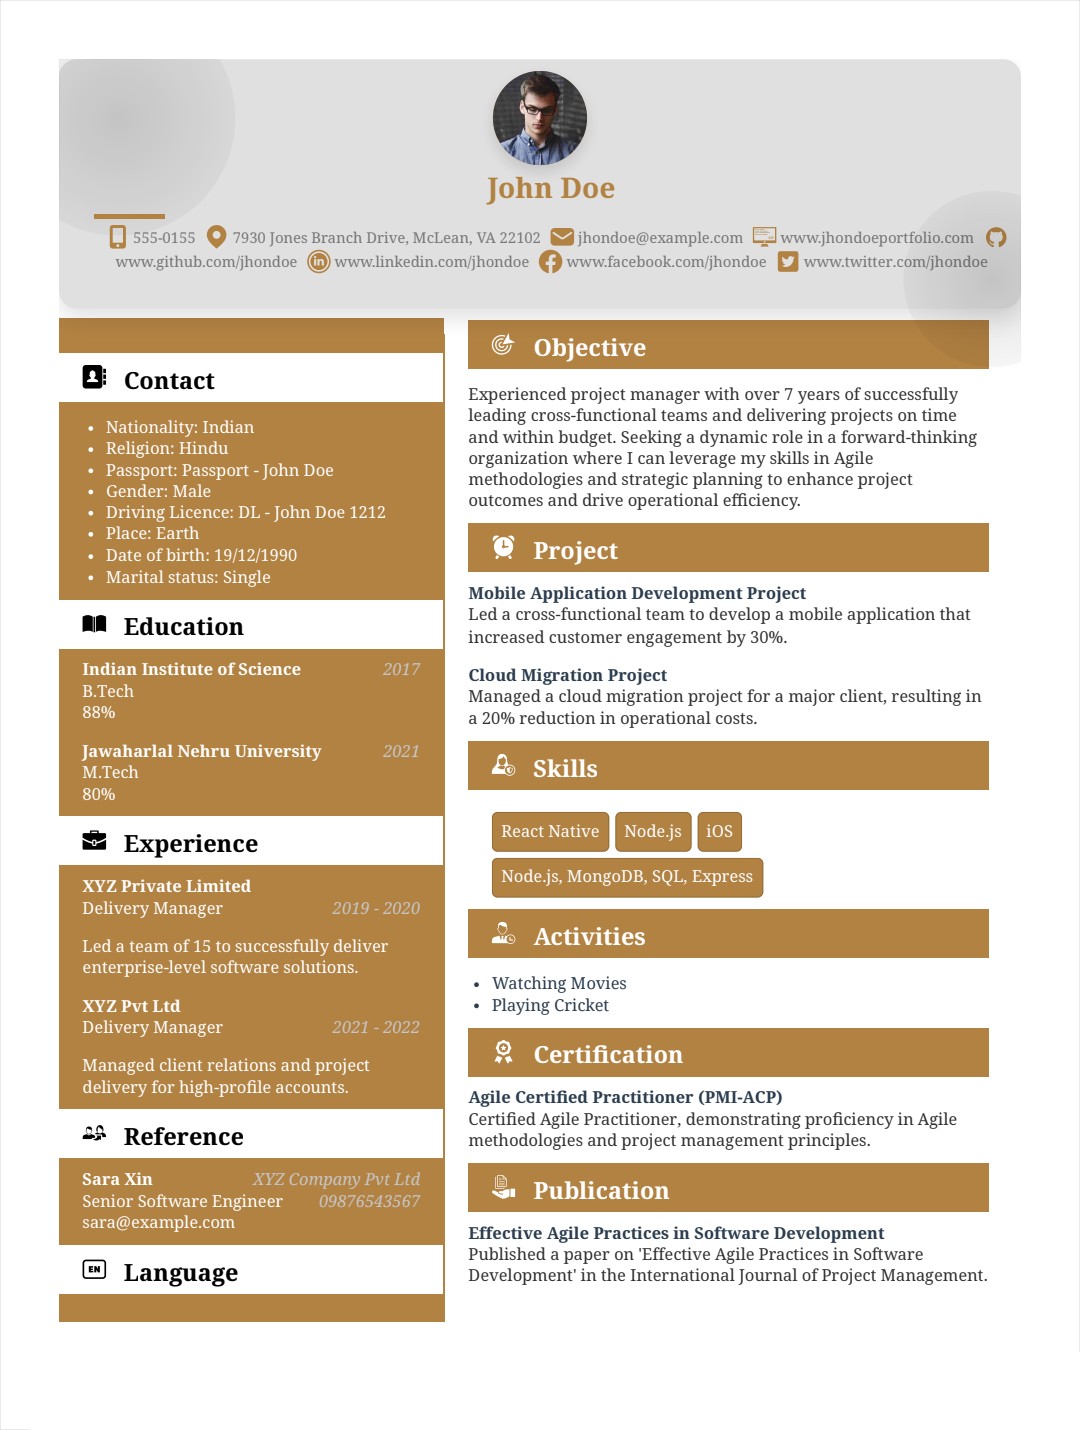 John Doe
555-0155 7930 Jones Branch Drive, McLean, VA 22102 jhondoe@example.com www.jhondoeportfolio.com
www.github.com/jhondoe in www.linkedin.com/jhondoe www.facebook.com/jhondoe www.twitter.com/jhondoe
Contact
• Nationality: Indian
• Religion: Hindu
• Passport: Passport - John Doe
• Gender: Male
• Driving Licence: DL - John Doe 1212
• Place: Earth
• Date of birth: 19/12/1990
• Marital status: Single
Education
Indian Institute of Science 2017
B.Tech
88%
Jawaharlal Nehru University 2021
M.Tech
80%
Experience
XYZ Private Limited
Delivery Manager 2019 - 2020
Led a team of 15 to successfully deliver
enterprise-level software solutions.
XYZ Pvt Ltd
Delivery Manager 2021 - 2022
Managed client relations and project
delivery for high-profile accounts.
Reference
Sara Xin XYZ Company Pvt Ltd
Senior Software Engineer 09876543567
sara@example.com
EN Language
Objective
Experienced project manager with over 7 years of successfully
leading cross-functional teams and delivering projects on time
and within budget. Seeking a dynamic role in a forward-thinking
organization where I can leverage my skills in Agile
methodologies and strategic planning to enhance project
outcomes and drive operational efficiency.
Project
Mobile Application Development Project
Led a cross-functional team to develop a mobile application that
increased customer engagement by 30%.
Cloud Migration Project
Managed a cloud migration project for a major client, resulting in
a 20% reduction in operational costs.
Skills
React Native Node.js iOS
Node.js, MongoDB, SQL, Express
Activities
• Watching Movies
• Playing Cricket
Certification
Agile Certified Practitioner (PMI-ACP)
Certified Agile Practitioner, demonstrating proficiency in Agile
methodologies and project management principles.
Publication
Effective Agile Practices in Software Development
Published a paper on 'Effective Agile Practices in Software
Development' in the International Journal of Project Management.